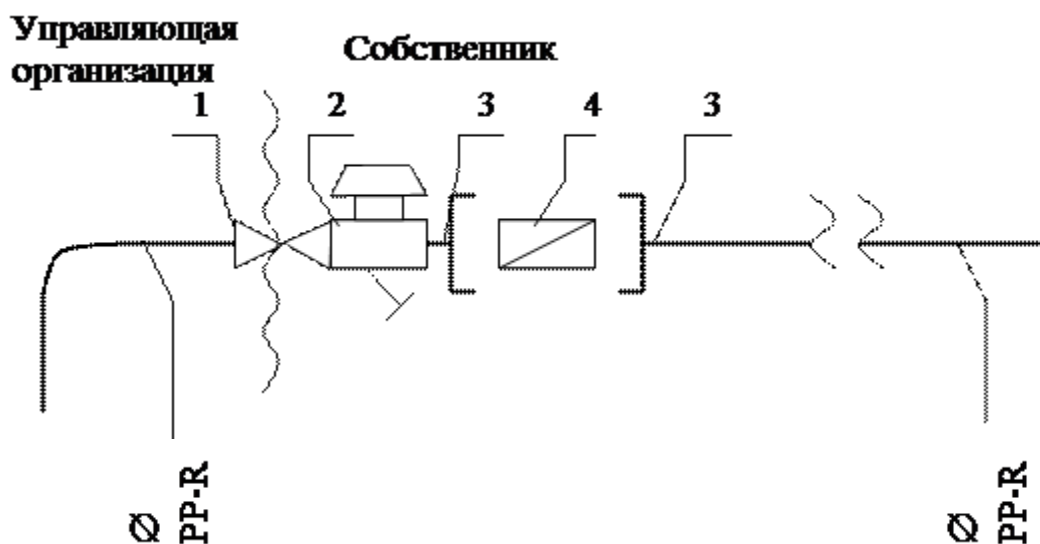 Управляющая
организация
Собственник
1
2
3
4
3
Ø
PP-R
Ø
PP-R